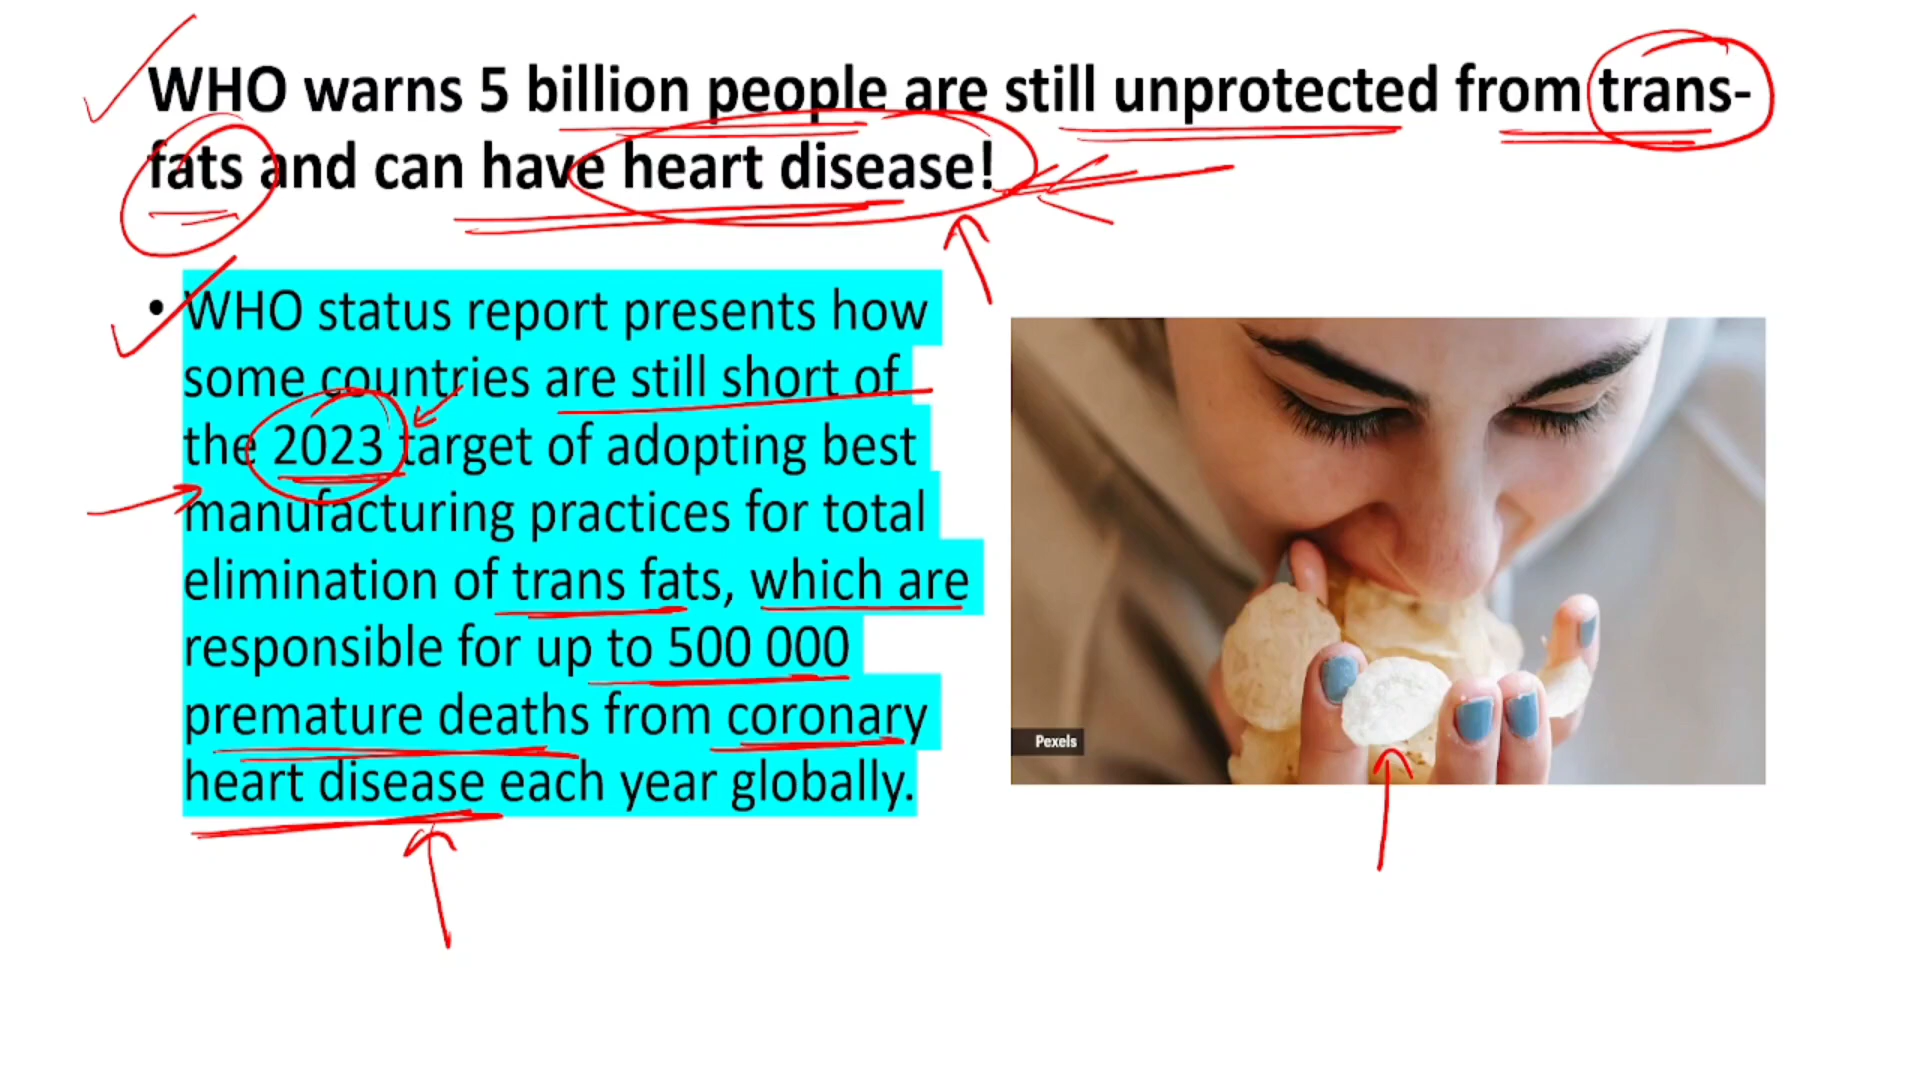 WHO warns 5 billion people are still unprotected from trans-
fats and can have heart disease!
• WHO status report presents how
some countries are still short of
the 2023 target of adopting best
manufacturing practices for total
elimination of trans fats, which are
responsible for up to 500 000
premature deaths from coronary
heart disease each year globally.
Pexels